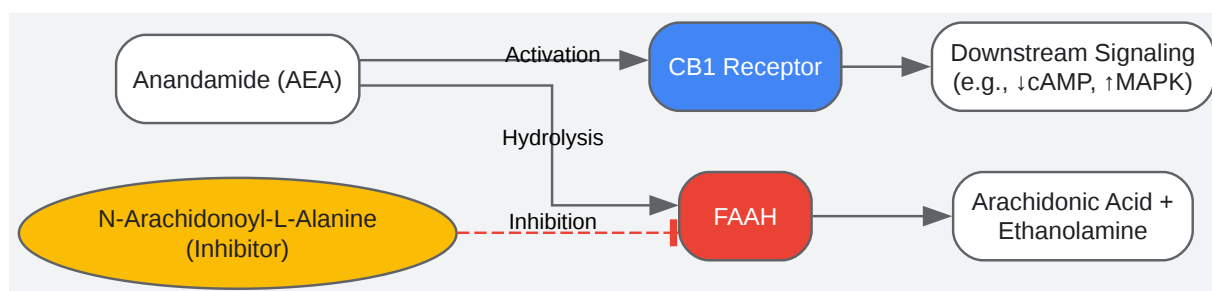 Anandamide (AEA)
Activation
CB1 Receptor
Downstream Signaling
(e.g., ↓cAMP, ↑MAPK)
Hydrolysis
N-Arachidonoyl-L-Alanine
(Inhibitor)
Inhibition
FAAH
Arachidonic Acid +
Ethanolamine